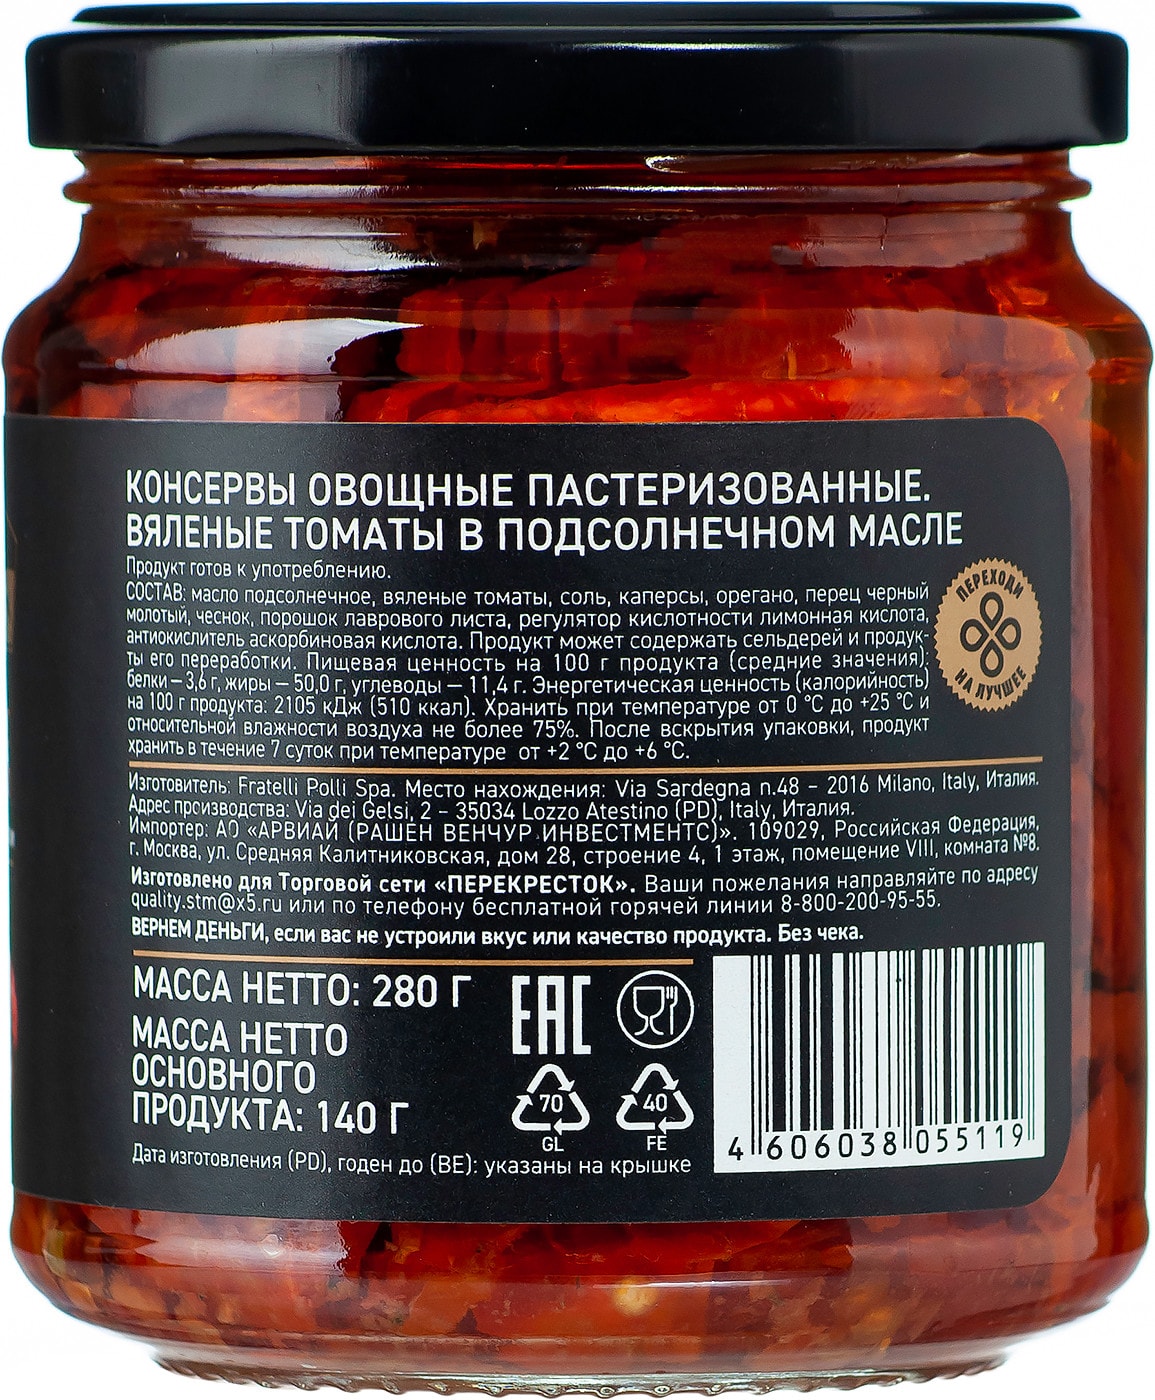 КОНСЕРВЫ ОВОЩНЫЕ ПАСТЕРИЗОВАННЫЕ.
ВЯЛЕНЫЕ ТОМАТЫ В ПОДСОЛНЕЧНОМ МАСЛЕ
Продукт готов к употреблению.
СОСТАВ: масло подсолнечное, вяленые томаты, соль, каперсы, орегано, перец черный
молотый, чеснок, порошок лаврового листа, регулятор кислотности лимонная кислота,
антиокислитель аскорбиновая кислота. Продукт может содержать сельдерей и продук-
ты его переработки. Пищевая ценность на 100 г продукта (средние значения):
белки – 3,6 г, жиры – 50,0 г, углеводы – 11,4 г. Энергетическая ценность (калорийность)
на 100 г продукта: 2105 кДж (510 ккал). Хранить при температуре от 0 °C до +25 °C и
относительной влажности воздуха не более 75%. После вскрытия упаковки, продукт
хранить в течение 7 суток при температуре от +2 °C до +6 °C.
ПЕРЕХОДИ
НА ЛУЧШЕЕ
Изготовитель: Fratelli Polli Spa. Место нахождения: Via Sardegna n.48 – 2016 Milano, Italy, Италия.
Адрес производства: Via dei Gelsi, 2 – 35034 Lozzo Atestino (PD), Italy, Италия.
Импортер: АО «АРВИАЙ (РАШЕН ВЕНЧУР ИНВЕСТМЕНТС)». 109029, Российская Федерация,
г. Москва, ул. Средняя Калитниковская, дом 28, строение 4, 1 этаж, помещение VIII, комната №8.
Изготовлено для Торговой сети «ПЕРЕКРЕСТОК». Ваши пожелания направляйте по адресу
quality.stm@x5.ru или по телефону бесплатной горячей линии 8-800-200-95-55.
ВЕРНЕМ ДЕНЬГИ, если вас не устроили вкус или качество продукта. Без чека.
МАССА НЕТТО: 280 Г
МАССА НЕТТО
ОСНОВНОГО
ПРОДУКТА: 140 Г
EAC
70
GL
40
FE
Дата изготовления (PD), годен до (BE): указаны на крышке
4 606038 055119